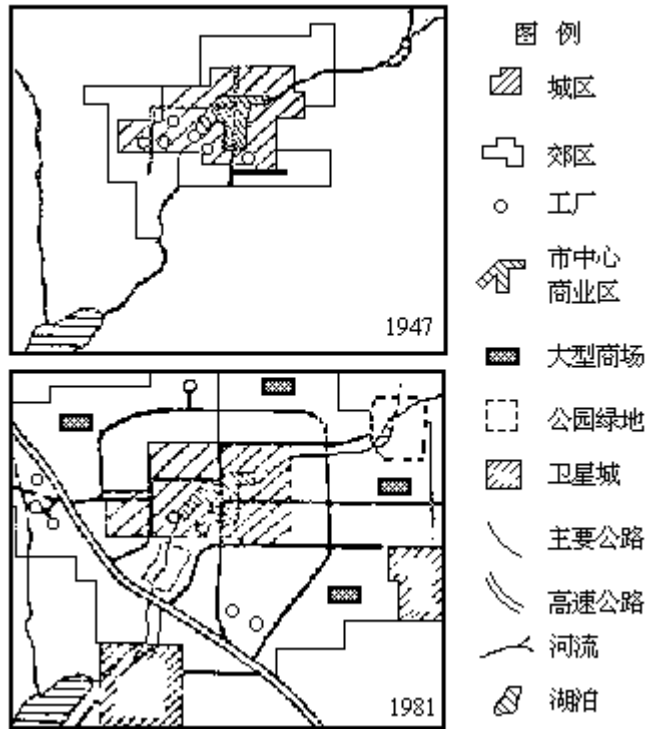 图 例
城区
郊区
工厂
市中心
商业区
大型商场
公园绿地
卫星城
主要公路
高速公路
河流
湖泊
1947
1981